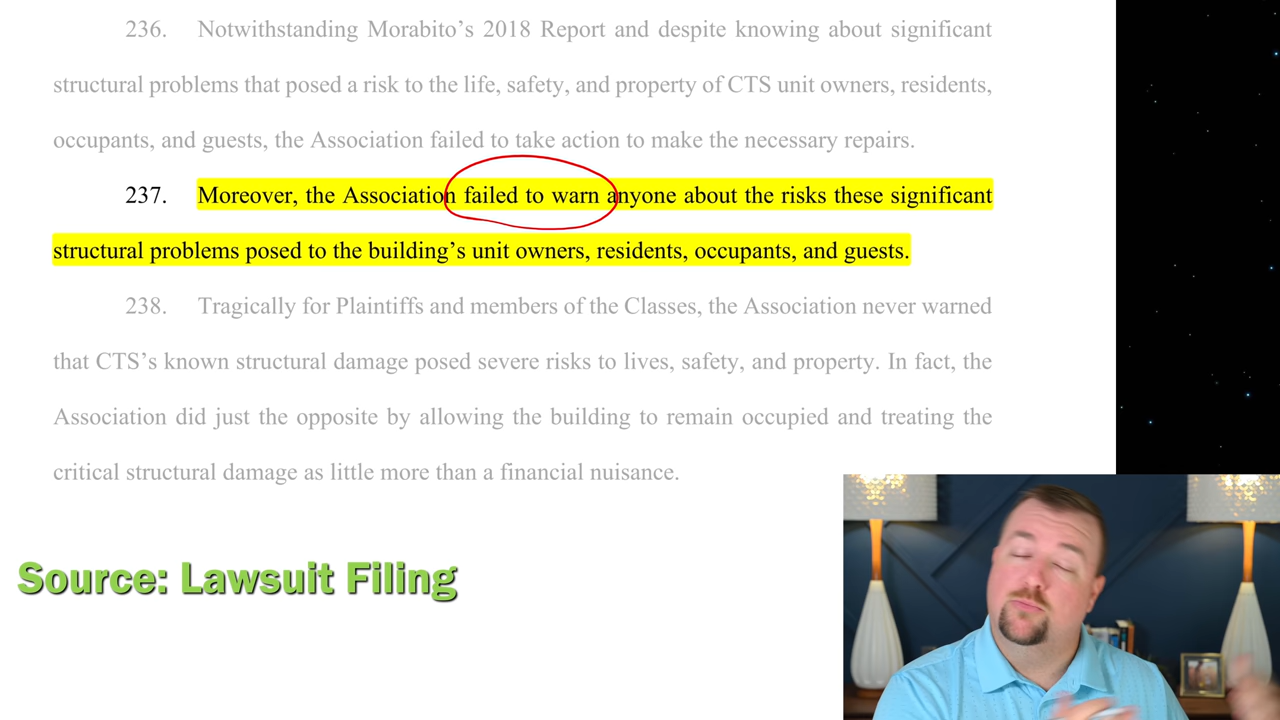 236. Notwithstanding Morabito’s 2018 Report and despite knowing about significant
structural problems that posed a risk to the life, safety, and property of CTS unit owners, residents,
occupants, and guests, the Association failed to take action to make the necessary repairs.
237. Moreover, the Association failed to warn anyone about the risks these significant
structural problems posed to the building’s unit owners, residents, occupants, and guests.
238. Tragically for Plaintiffs and members of the Classes, the Association never warned
that CTS’s known structural damage posed severe risks to lives, safety, and property. In fact, the
Association did just the opposite by allowing the building to remain occupied and treating the
critical structural damage as little more than a financial nuisance.
Source: Lawsuit Filing